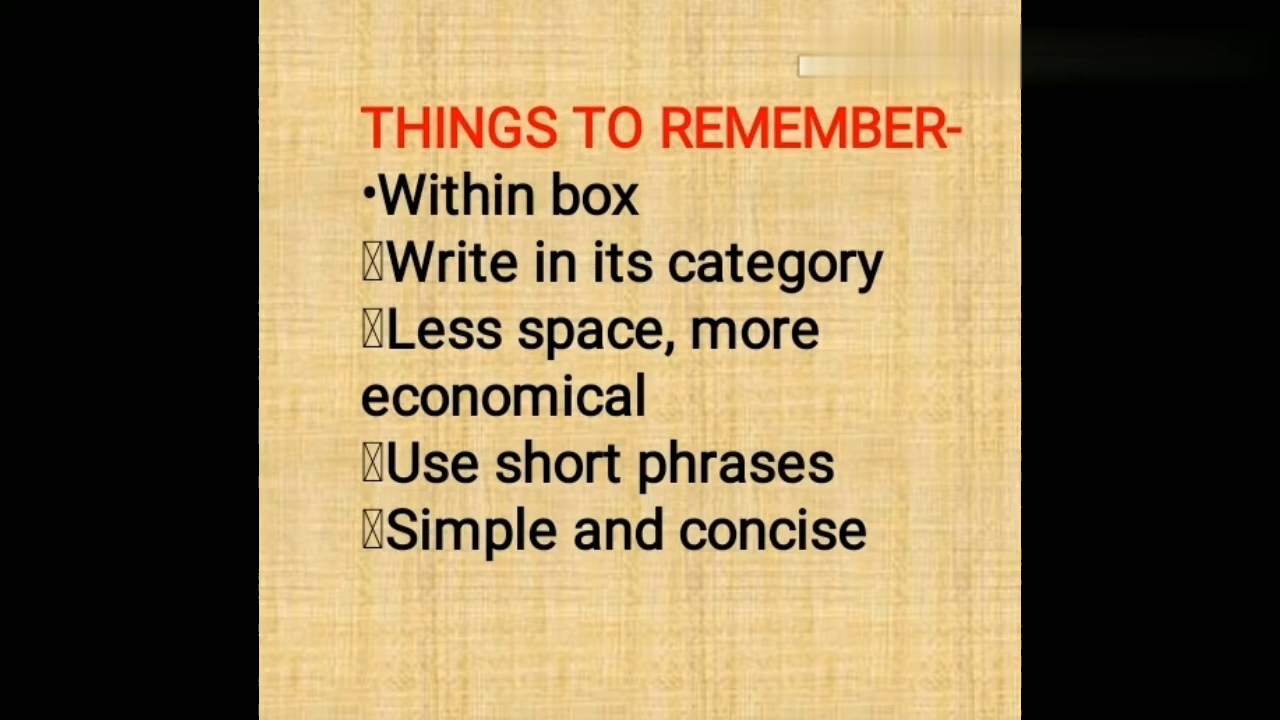 THINGS TO REMEMBER-
•Within box
Write in its category
Less space, more
economical
Use short phrases
Simple and concise